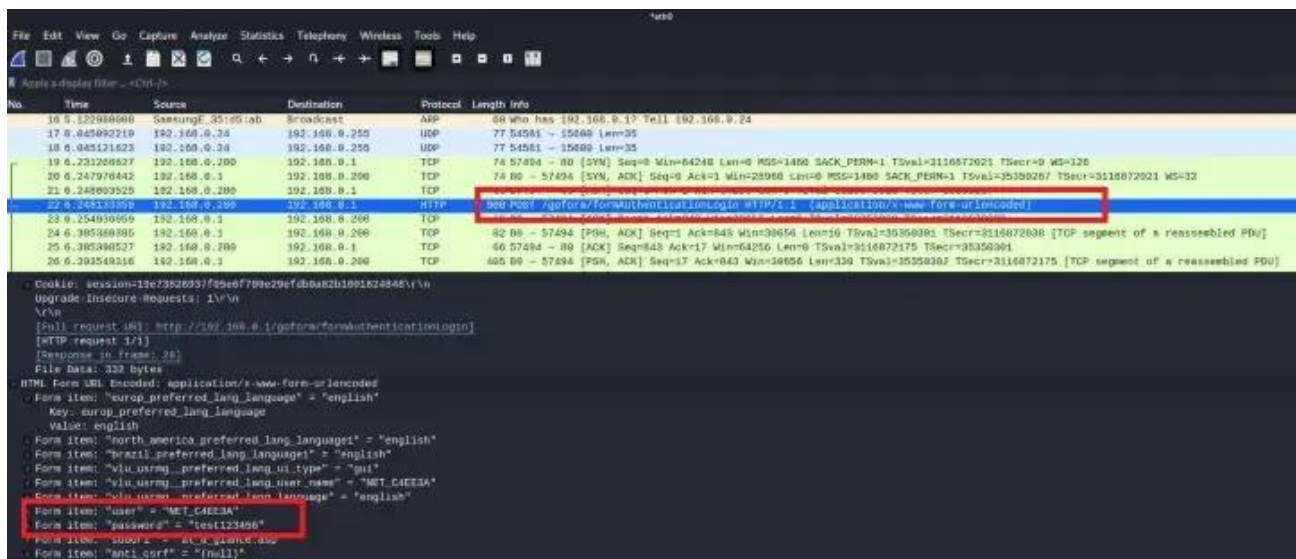 *eth0
File Edit View Go Capture Analyze Statistics Telephony Wireless Tools Help
Apply a display filter … <Ctrl-/>
No. Time Source Destination Protocol Length Info
16 5.122980000 SamsungE_35:d5:ab Broadcast ARP 60 Who has 192.168.0.1? Tell 192.168.0.24
17 6.045092219 192.168.0.24 192.168.0.255 UDP 77 54581 → 15600 Len=35
18 6.045121623 192.168.0.24 192.168.0.255 UDP 77 54581 → 15600 Len=35
19 6.231268627 192.168.0.200 192.168.0.1 TCP 74 57494 → 80 [SYN] Seq=0 Win=64240 Len=0 MSS=1460 SACK_PERM=1 TSval=3116872021 TSecr=0 WS=128
20 6.247970442 192.168.0.1 192.168.0.200 TCP 74 80 → 57494 [SYN, ACK] Seq=0 Ack=1 Win=28960 Len=0 MSS=1460 SACK_PERM=1 TSval=35350287 TSecr=3116872021 WS=32
21 6.248003525 192.168.0.200 192.168.0.1 TCP
22 6.248133359 192.168.0.200 192.168.0.1 HTTP 908 POST /goform/formAuthenticationLogin HTTP/1.1 (application/x-www-form-urlencoded)
23 6.254930959 192.168.0.1 192.168.0.200 TCP
24 6.305380385 192.168.0.1 192.168.0.200 TCP 82 80 → 57494 [PSH, ACK] Seq=1 Ack=843 Win=30656 Len=16 TSval=35350301 TSecr=3116872038 [TCP segment of a reassembled PDU]
25 6.305398527 192.168.0.200 192.168.0.1 TCP 66 57494 → 80 [ACK] Seq=843 Ack=17 Win=64256 Len=0 TSval=3116872175 TSecr=35350301
26 6.393549316 192.168.0.1 192.168.0.200 TCP 405 80 → 57494 [PSH, ACK] Seq=17 Ack=843 Win=30656 Len=339 TSval=35350302 TSecr=3116872175 [TCP segment of a reassembled PDU]
Upgrade-Insecure-Requests: 1\r\n
\r\n
[Full request URI: http://192.168.0.1/goform/formAuthenticationLogin]
[HTTP request 1/1]
[Response in frame: 28]
File Data: 332 bytes
HTML Form URL Encoded: application/x-www-form-urlencoded
Form item: "europ_preferred_lang_language" = "english"
Key: europ_preferred_lang_language
Value: english
Form item: "north_america_preferred_lang_language1" = "english"
Form item: "brazil_preferred_lang_language1" = "english"
Form item: "vlu_usrmg__preferred_lang_ui_type" = "gui"
Form item: "vlu_usrmg__preferred_lang_user_name" = "NET_C4EE3A"
Form item: "vlu_usrmg__preferred_lang_language" = "english"
Form item: "user" = "NET_C4EE3A"
Form item: "password" = "test123456"
Form item: "suburl" = "at_a_glance.asp"
Form item: "anti_csrf" = "(null)"